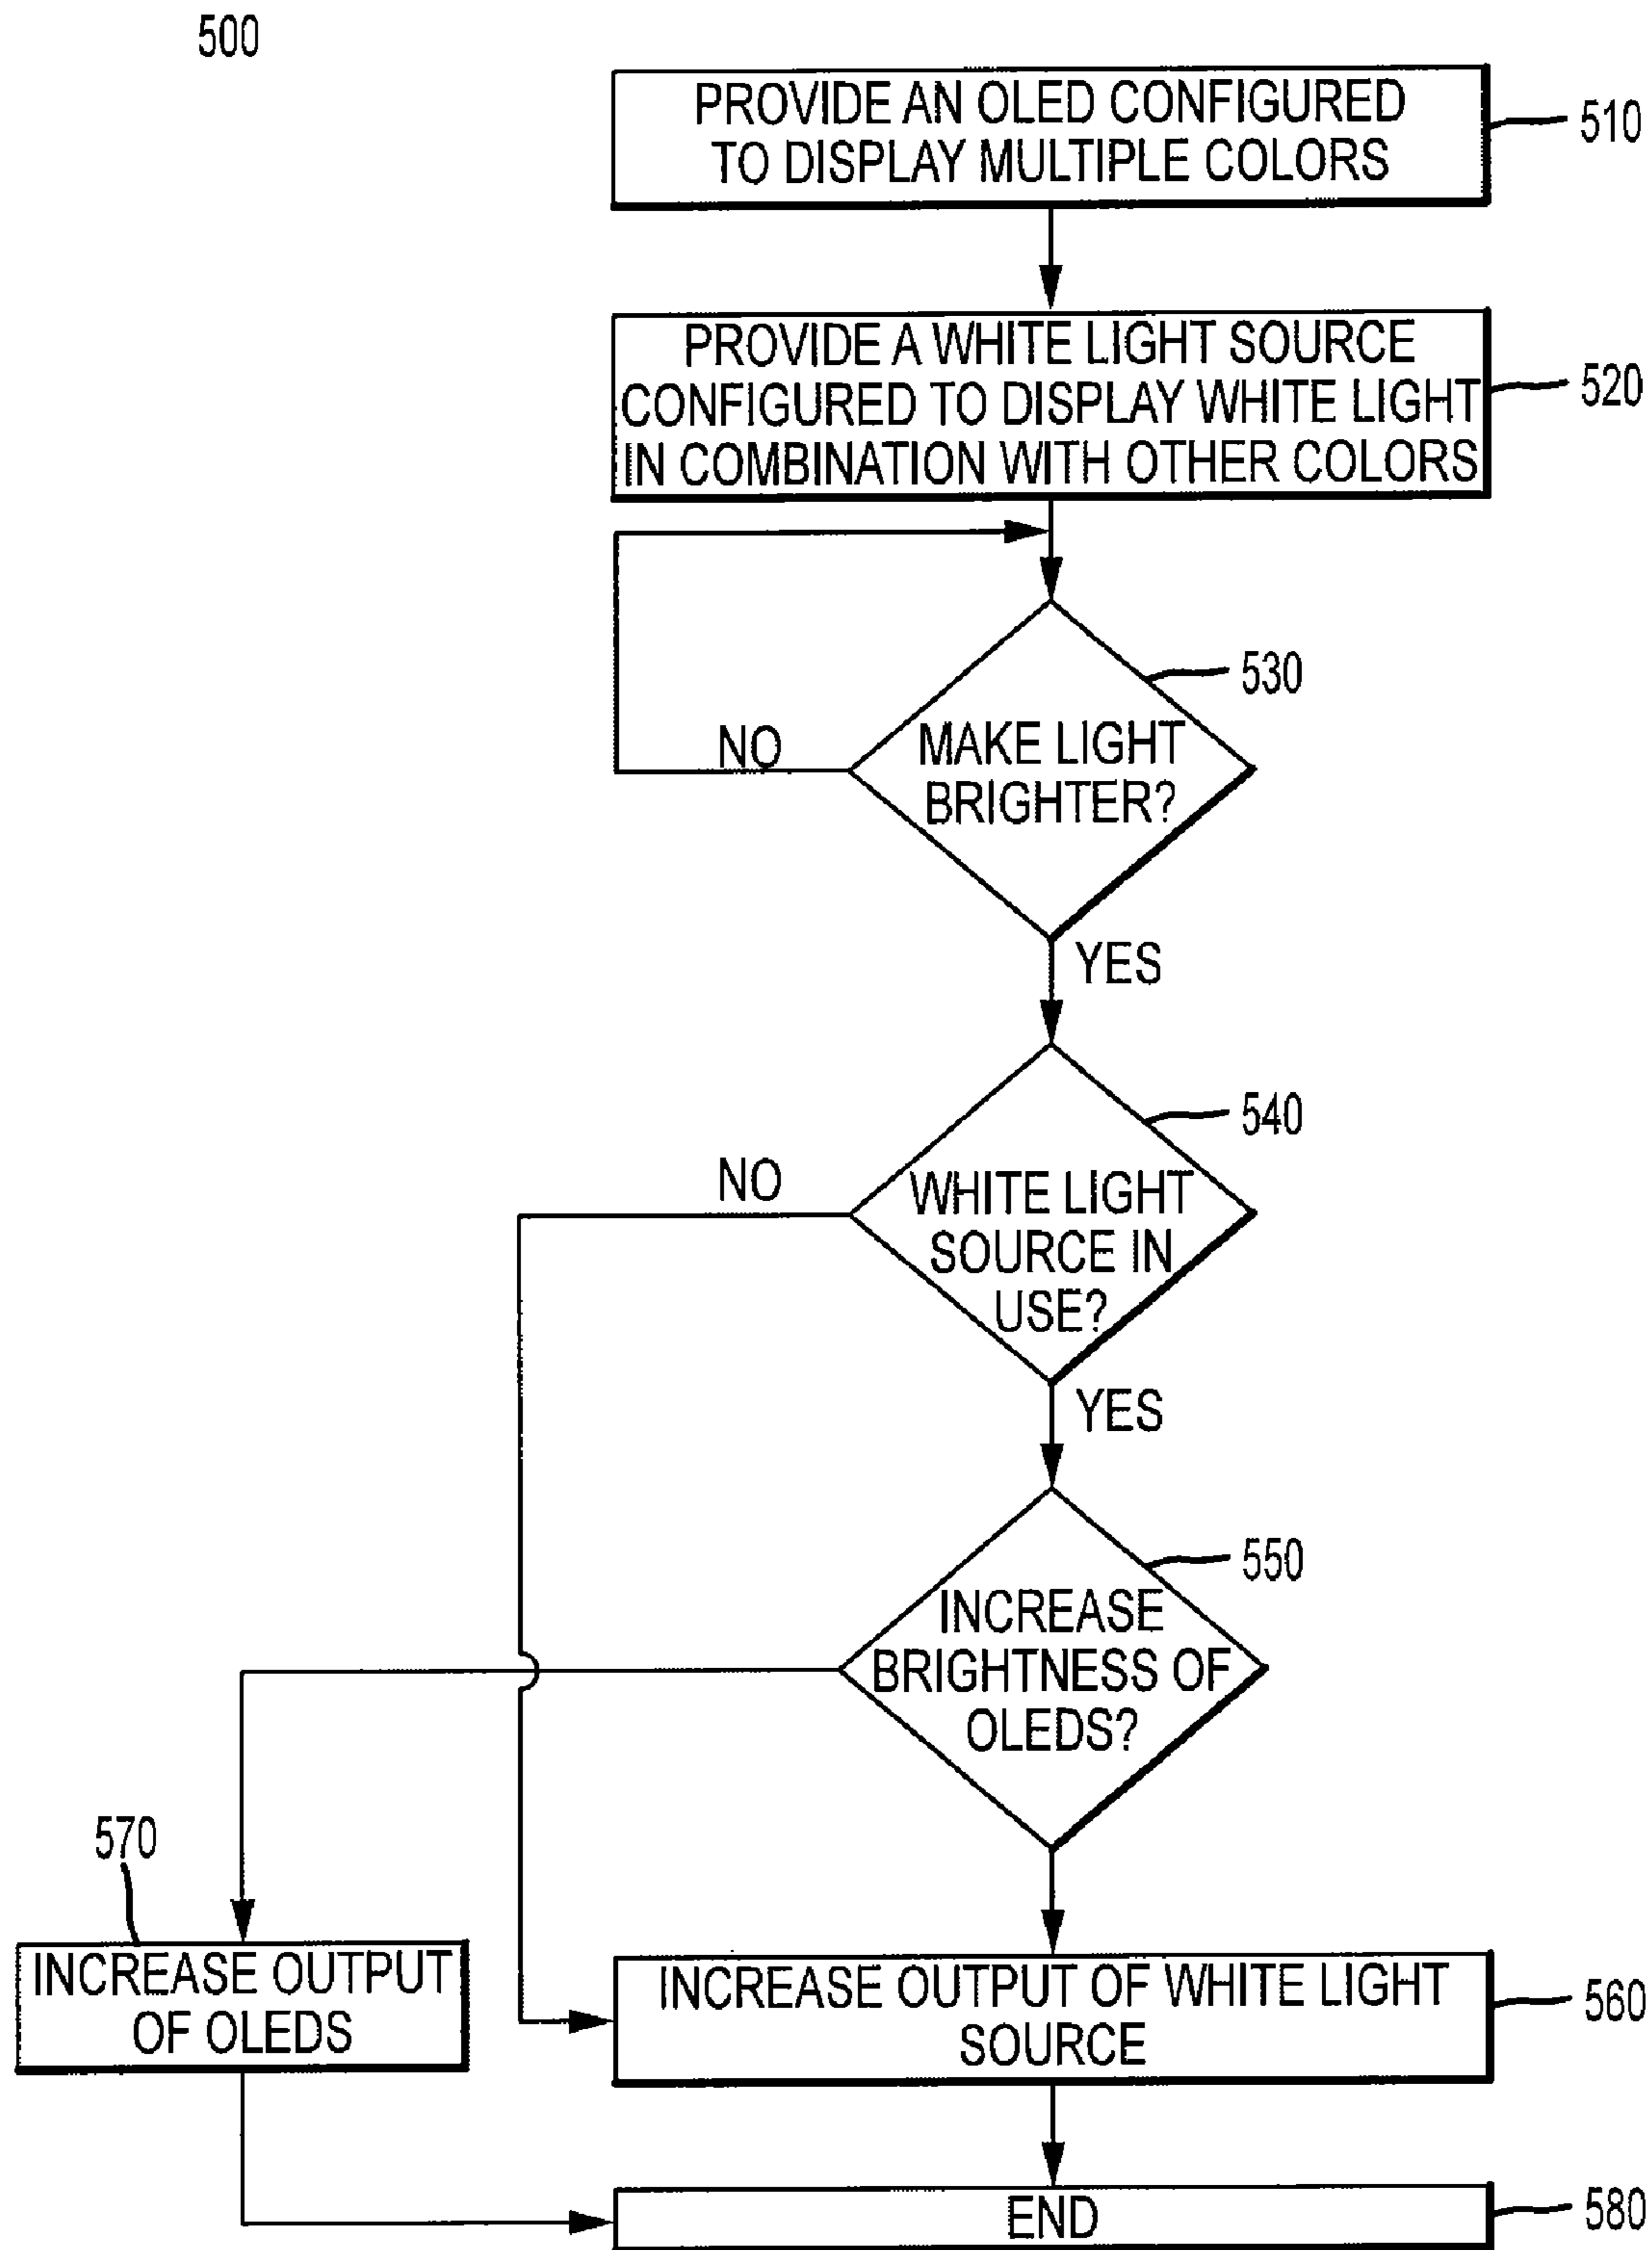 500
PROVIDE AN OLED CONFIGURED
TO DISPLAY MULTIPLE COLORS
510
PROVIDE A WHITE LIGHT SOURCE
CONFIGURED TO DISPLAY WHITE LIGHT
IN COMBINATION WITH OTHER COLORS
520
530
MAKE LIGHT
BRIGHTER?
NO
YES
540
NO
WHITE LIGHT
SOURCE IN
USE?
YES
550
INCREASE
BRIGHTNESS OF
OLEDS?
570
INCREASE OUTPUT
OF OLEDS
INCREASE OUTPUT OF WHITE LIGHT
SOURCE
560
END
580